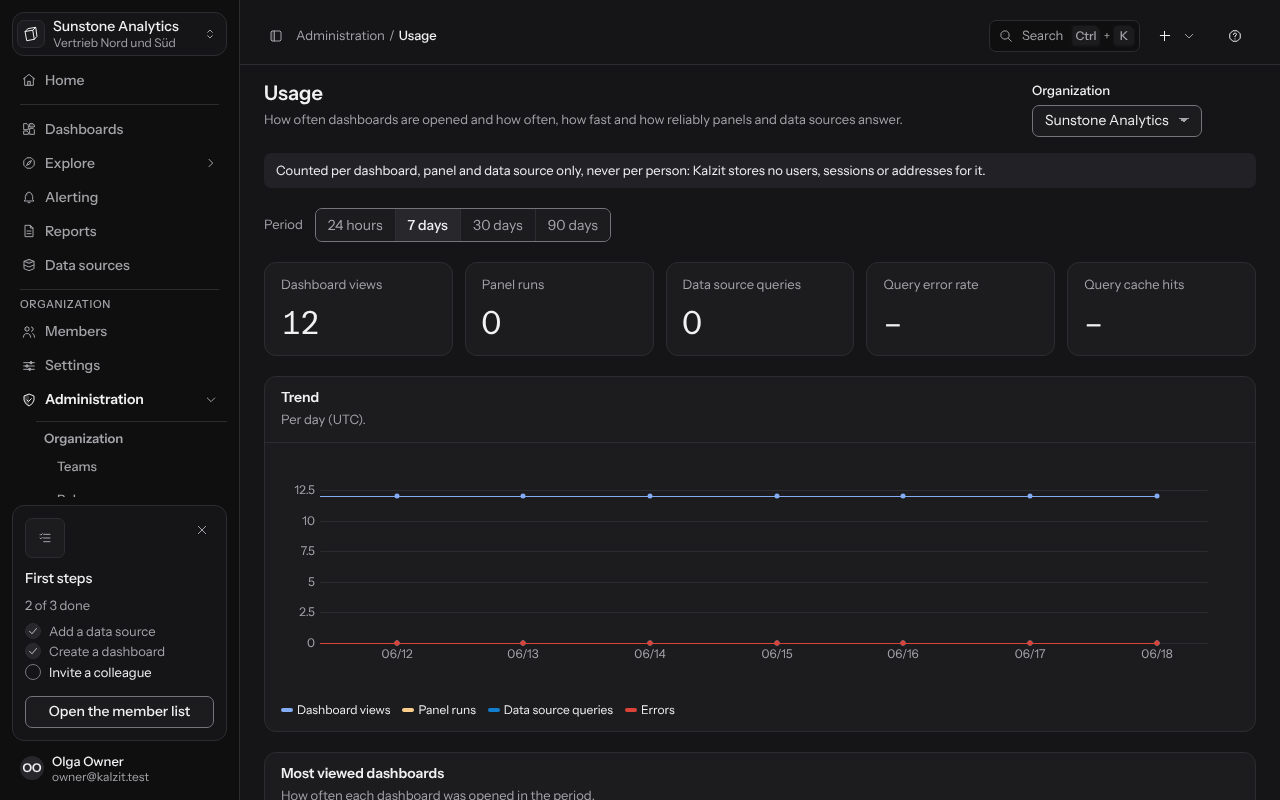 Sunstone Analytics
Vertrieb Nord und Süd
Home
Dashboards
Explore
Alerting
Reports
Data sources
ORGANIZATION
Members
Settings
Administration
Organization
Teams
First steps
2 of 3 done
Add a data source
Create a dashboard
Invite a colleague
Open the member list
OO
Olga Owner
owner@kalzit.test
Administration / Usage
Search Ctrl + K
Usage
How often dashboards are opened and how often, how fast and how reliably panels and data sources answer.
Organization
Sunstone Analytics
Counted per dashboard, panel and data source only, never per person: Kalzit stores no users, sessions or addresses for it.
Period 24 hours 7 days 30 days 90 days
Dashboard views
12
Panel runs
0
Data source queries
0
Query error rate
–
Query cache hits
–
Trend
Per day (UTC).
12.5
10
7.5
5
2.5
0
06/12 06/13 06/14 06/15 06/16 06/17 06/18
Dashboard views Panel runs Data source queries Errors
Most viewed dashboards
How often each dashboard was opened in the period.